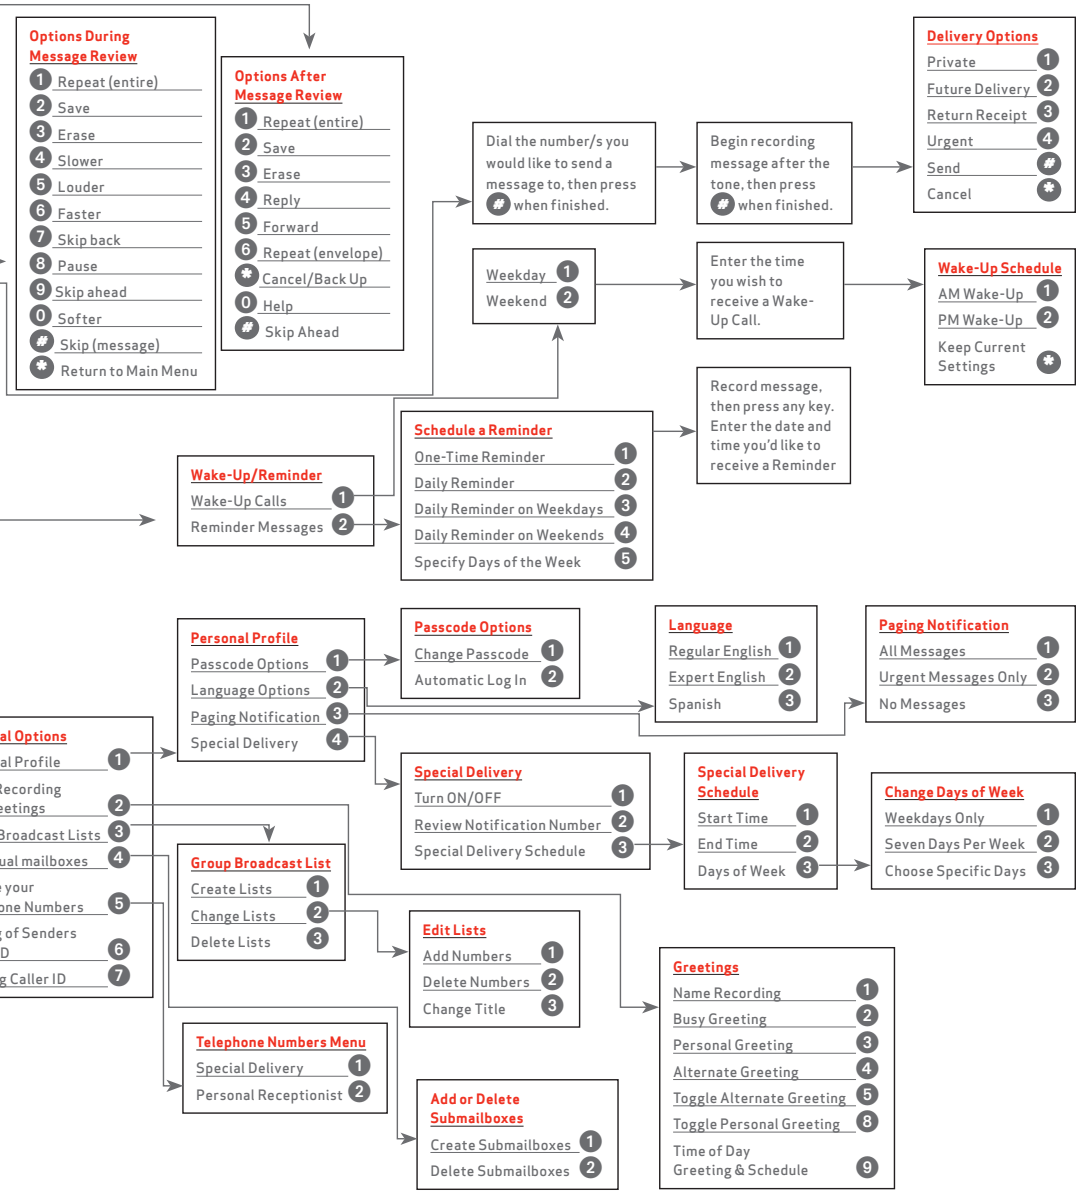 Options During
Message Review
1 Repeat (entire)
2 Save
3 Erase
4 Slower
5 Louder
6 Faster
7 Skip back
8 Pause
9 Skip ahead
0 Softer
# Skip (message)
* Return to Main Menu
Options After
Message Review
1 Repeat (entire)
2 Save
3 Erase
4 Reply
5 Forward
6 Repeat (envelope)
* Cancel/Back Up
0 Help
# Skip Ahead
Dial the number/s you
would like to send a
message to, then press
# when finished.
Begin recording
message after the
tone, then press
# when finished.
Delivery Options
Private 1
Future Delivery 2
Return Receipt 3
Urgent 4
Send #
Cancel *
Weekday 1
Weekend 2
Enter the time
you wish to
receive a Wake-
Up Call.
Wake-Up Schedule
AM Wake-Up 1
PM Wake-Up 2
Keep Current
Settings *
Record message,
then press any key.
Enter the date and
time you'd like to
receive a Reminder
Wake-Up/Reminder
Wake-Up Calls 1
Reminder Messages 2
Schedule a Reminder
One-Time Reminder 1
Daily Reminder 2
Daily Reminder on Weekdays 3
Daily Reminder on Weekends 4
Specify Days of the Week 5
Personal Profile
Passcode Options 1
Language Options 2
Paging Notification 3
Special Delivery 4
Passcode Options
Change Passcode 1
Automatic Log In 2
Language
Regular English 1
Expert English 2
Spanish 3
Paging Notification
All Messages 1
Urgent Messages Only 2
No Messages 3
al Options
al Profile 1
Recording
eetings 2
Broadcast Lists 3
ual mailboxes 4
e your
one Numbers 5
g of Senders
D 6
g Caller ID 7
Special Delivery
Turn ON/OFF 1
Review Notification Number 2
Special Delivery Schedule 3
Special Delivery
Schedule
Start Time 1
End Time 2
Days of Week 3
Change Days of Week
Weekdays Only 1
Seven Days Per Week 2
Choose Specific Days 3
Group Broadcast List
Create Lists 1
Change Lists 2
Delete Lists 3
Edit Lists
Add Numbers 1
Delete Numbers 2
Change Title 3
Telephone Numbers Menu
Special Delivery 1
Personal Receptionist 2
Add or Delete
Submailboxes
Create Submailboxes 1
Delete Submailboxes 2
Greetings
Name Recording 1
Busy Greeting 2
Personal Greeting 3
Alternate Greeting 4
Toggle Alternate Greeting 5
Toggle Personal Greeting 8
Time of Day
Greeting & Schedule 9